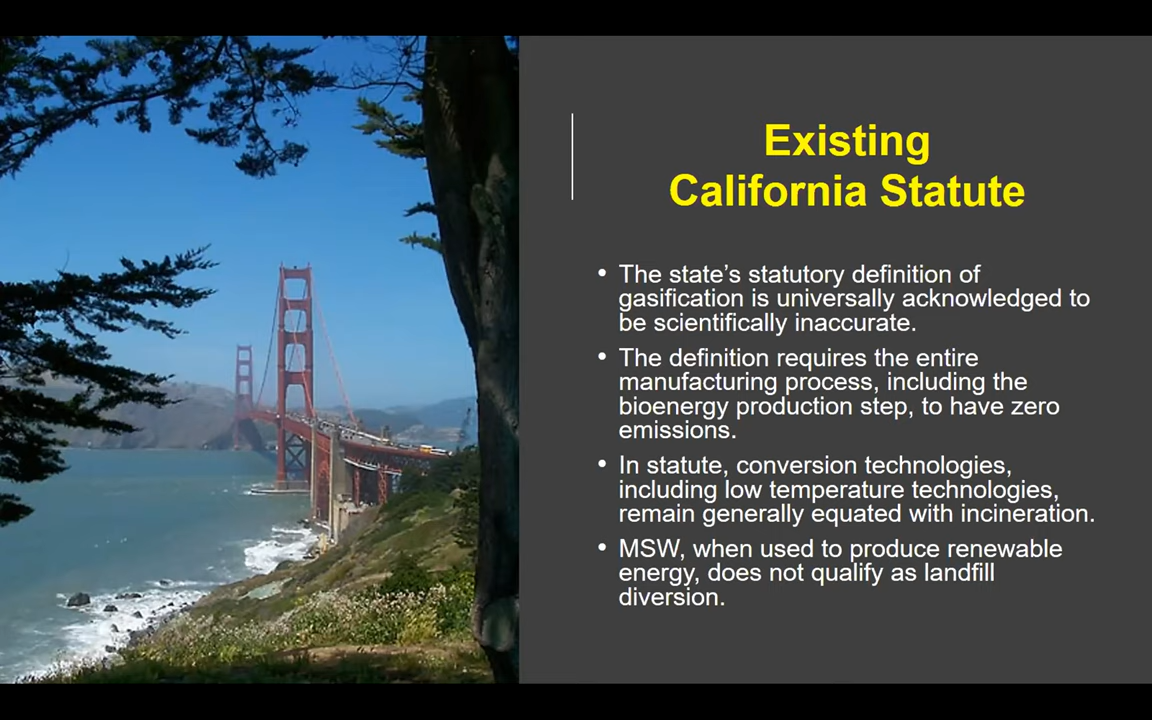 Existing
California Statute
• The state’s statutory definition of
gasification is universally acknowledged to
be scientifically inaccurate.
• The definition requires the entire
manufacturing process, including the
bioenergy production step, to have zero
emissions.
• In statute, conversion technologies,
including low temperature technologies,
remain generally equated with incineration.
• MSW, when used to produce renewable
energy, does not qualify as landfill
diversion.